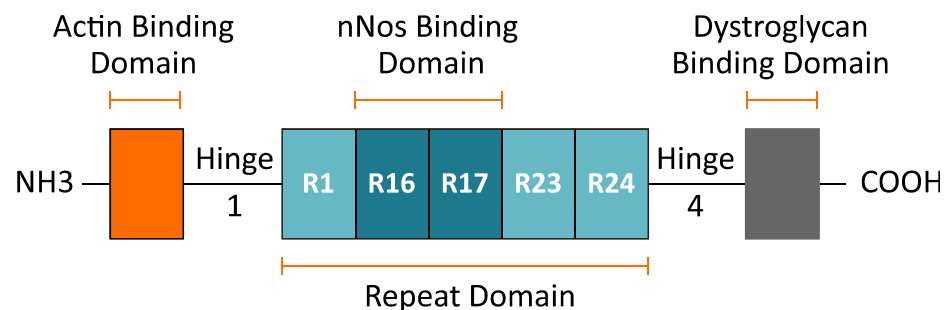 Actin Binding
Domain
nNos Binding
Domain
Dystroglycan
Binding Domain
NH3
Hinge
1
R1
R16
R17
R23
R24
Hinge
4
COOH
Repeat Domain